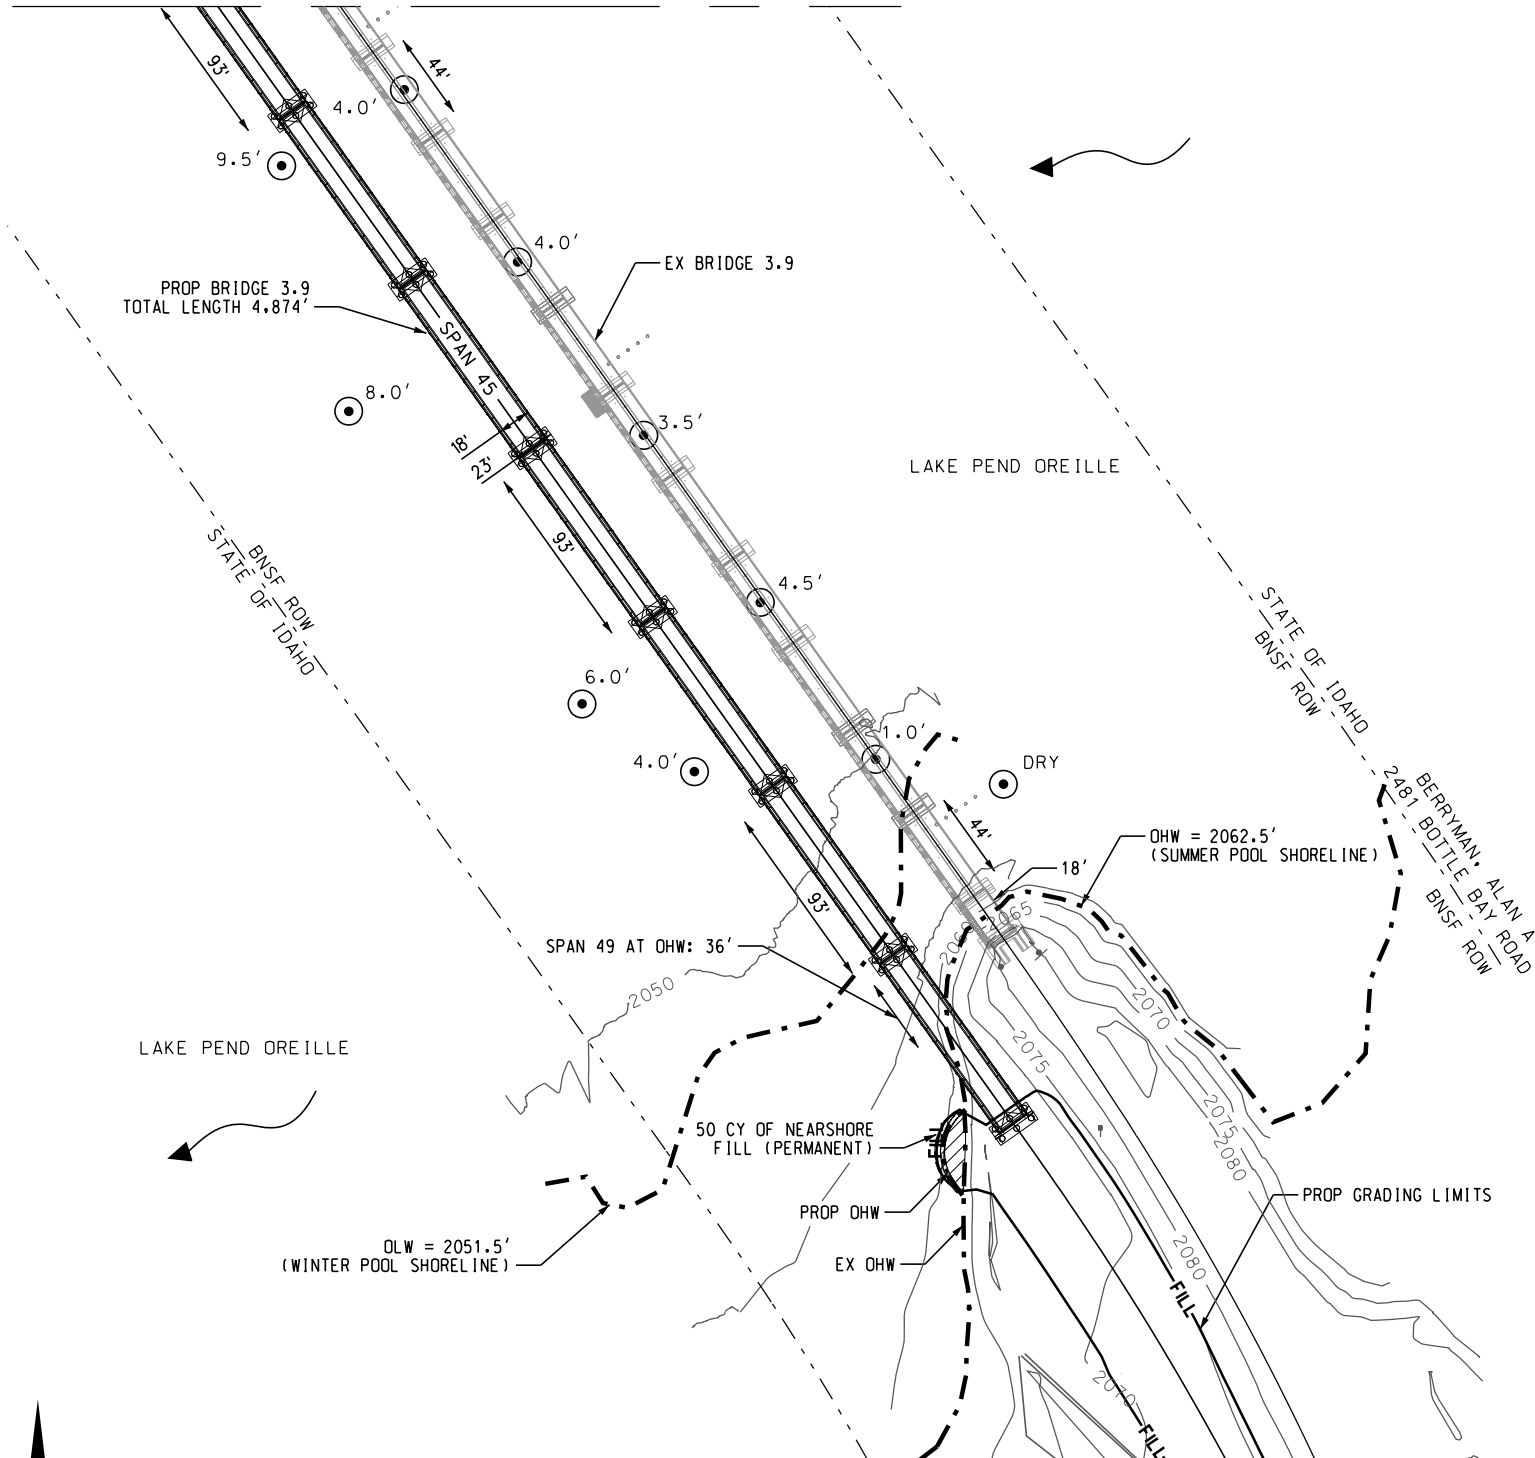 93'
44'
4.0'
9.5'
4.0'
EX BRIDGE 3.9
PROP BRIDGE 3.9
TOTAL LENGTH 4,874'
SPAN 45
8.0'
3.5'
18'
23'
LAKE PEND OREILLE
93'
BNSF ROW
STATE OF IDAHO
4.5'
STATE OF IDAHO
BNSF ROW
6.0'
1.0'
4.0'
DRY
BERRYMAN, ALAN A
2481 BOTTLE BAY ROAD
BNSF ROW
44'
OHW = 2062.5'
(SUMMER POOL SHORELINE)
18'
93'
2065
SPAN 49 AT OHW: 36'
2050
2070
LAKE PEND OREILLE
2075
2075
2080
50 CY OF NEARSHORE
FILL (PERMANENT)
FILL
PROP GRADING LIMITS
PROP OHW
OLW = 2051.5'
(WINTER POOL SHORELINE)
EX OHW
2080
FILL
2070
FILL